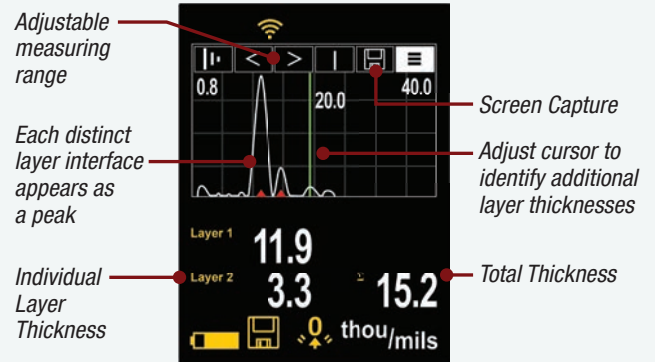 Adjustable
measuring
range
Each distinct
layer interface
appears as
a peak
Individual
Layer
Thickness
0.8
20.0
40.0
Layer 1
11.9
Layer 2
3.3
Σ
15.2
0
thou/mils
Screen Capture
Adjust cursor to
identify additional
layer thicknesses
Total Thickness